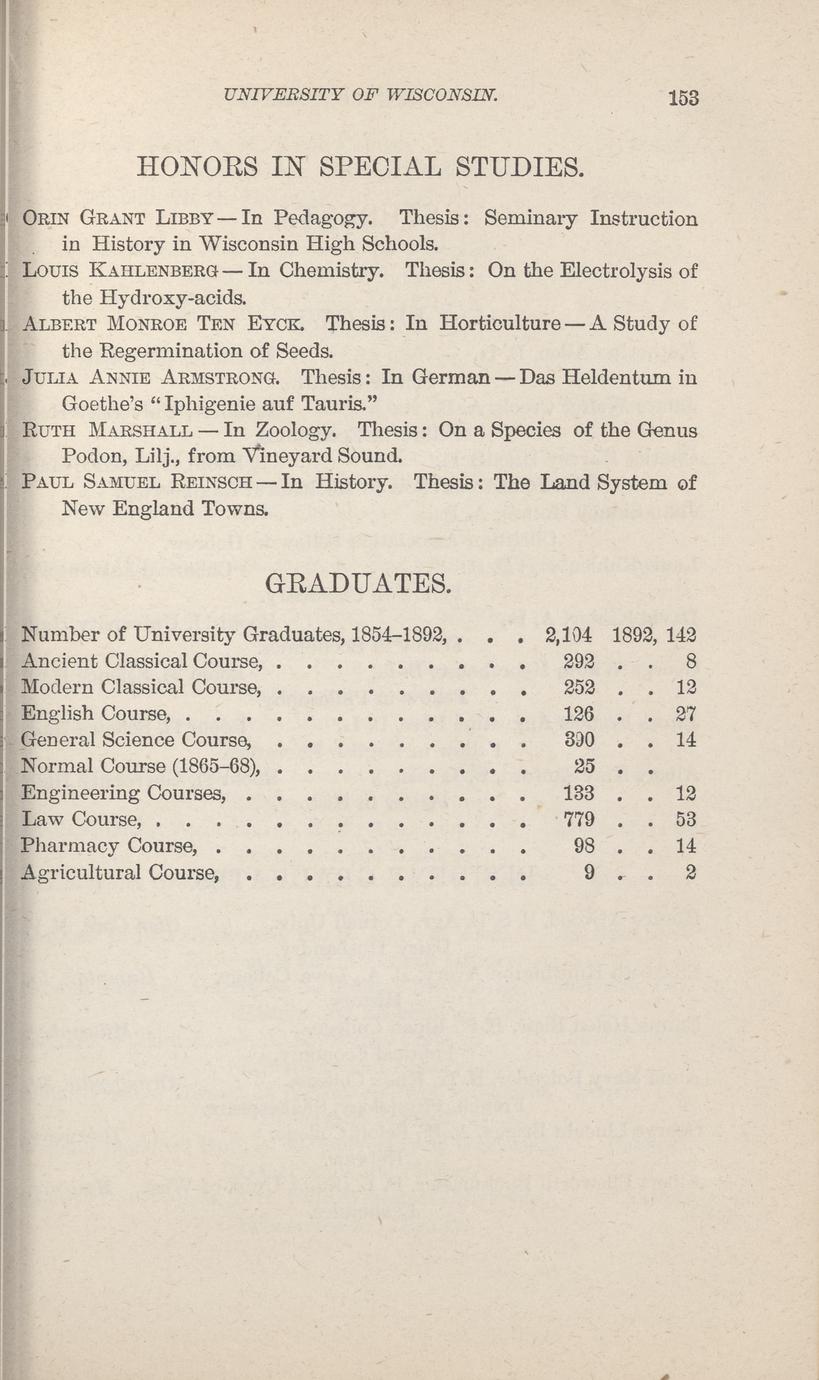 UNIVERSITY OF WISCONSIN. 153
HONORS IN SPECIAL STUDIES.
ORIN GRANT LIBBY—In Pedagogy. Thesis: Seminary Instruction
in History in Wisconsin High Schools.
LOUIS KAHLENBERG—In Chemistry. Thesis: On the Electrolysis of
the Hydroxy-acids.
ALBERT MONROE TEN EYCK. Thesis: In Horticulture—A Study of
the Regermination of Seeds.
JULIA ANNIE ARMSTRONG. Thesis: In German—Das Heldentum in
Goethe's "Iphigenie auf Tauris."
RUTH MARSHALL—In Zoology. Thesis: On a Species of the Genus
Podon, Lilj., from Vineyard Sound.
PAUL SAMUEL REINSCH—In History. Thesis: The Land System of
New England Towns.
GRADUATES.
Number of University Graduates, 1854–1892, . . . 2,104 1892, 142
Ancient Classical Course, . . . . . . . . . 292 . . 8
Modern Classical Course, . . . . . . . . . 252 . . 12
English Course, . . . . . . . . . . . . 126 . . 27
General Science Course, . . . . . . . . . 390 . . 14
Normal Course (1865–68), . . . . . . . . . 25 . .
Engineering Courses, . . . . . . . . . . 133 . . 12
Law Course, . . . . . . . . . . . . . 779 . . 53
Pharmacy Course, . . . . . . . . . . . 98 . . 14
Agricultural Course, . . . . . . . . . . 9 . . 2